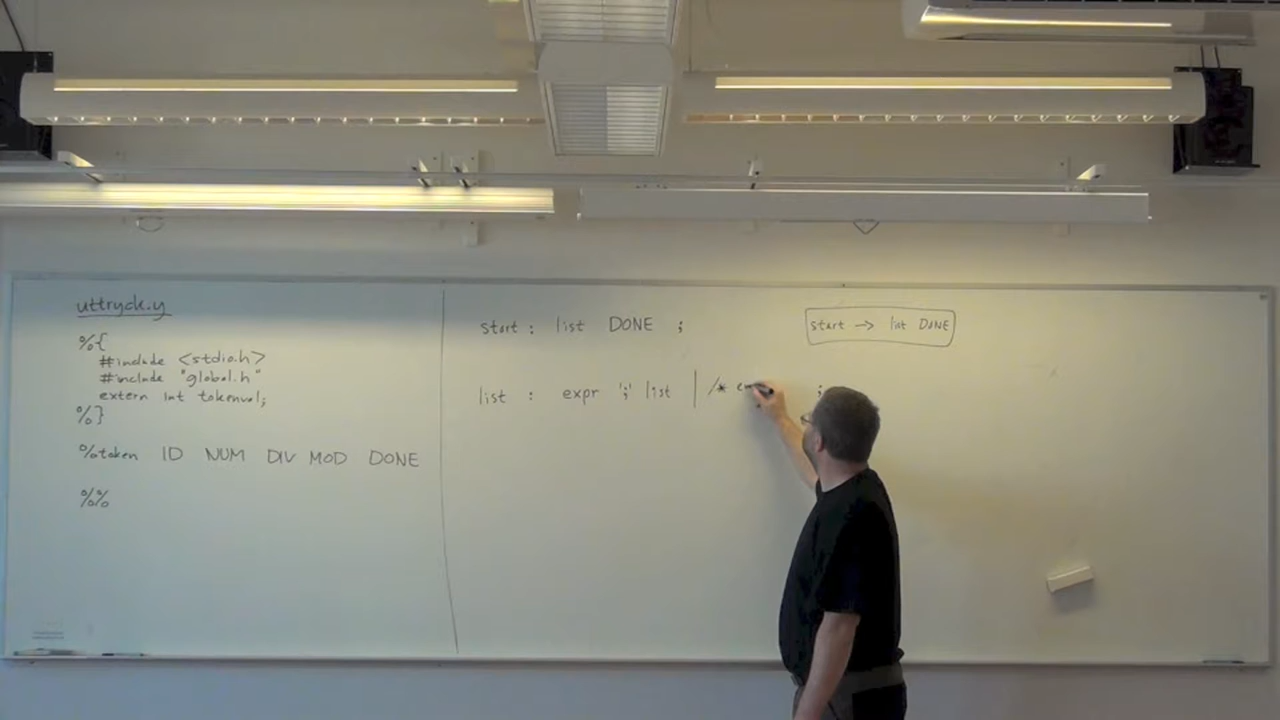 uttryck.y
%{
#include <stdio.h>
#include "global.h"
extern int tokenval;
%}
%token ID NUM DIV MOD DONE
%%
start : list DONE ;
list : expr ';' list | /* ;
start → list DONE